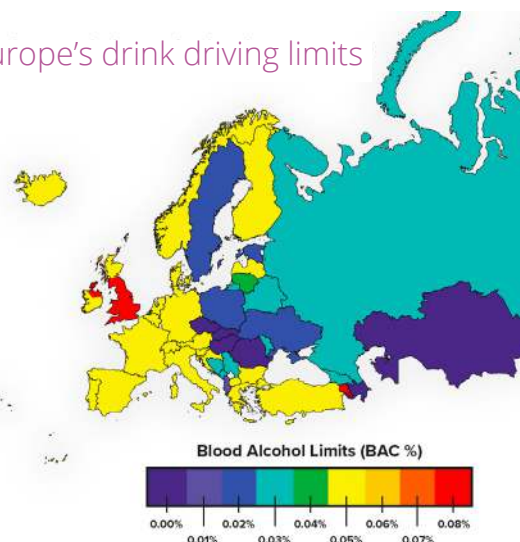 urope's drink driving limits
Blood Alcohol Limits (BAC %)
0.00% 0.02% 0.04% 0.06% 0.08%
0.01% 0.03% 0.05% 0.07%